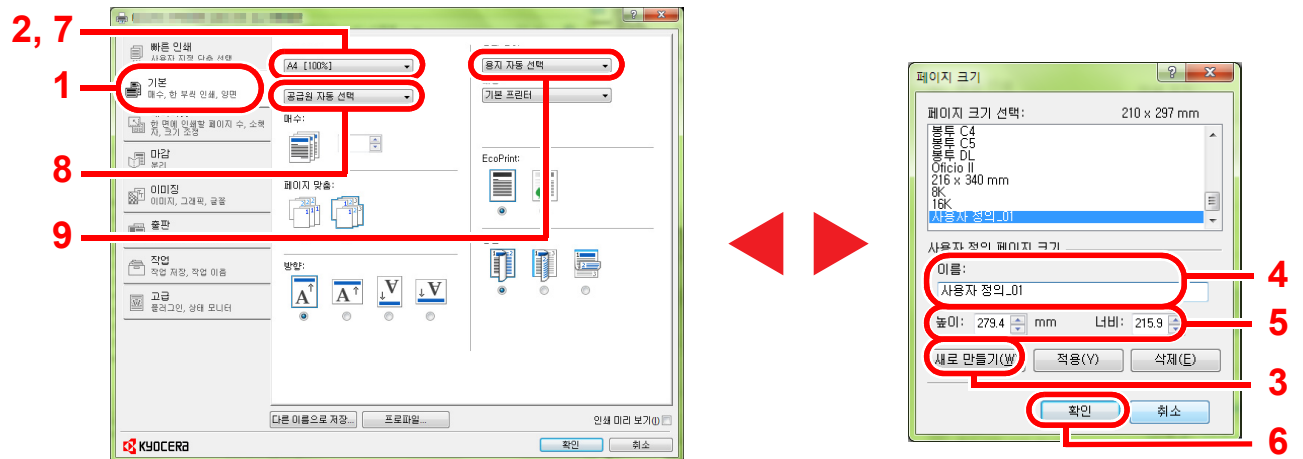 2, 7
1
8
9
빠른 인쇄
사용자 지정 단순 선택
기본
매수, 한 부씩 인쇄, 양면
한 면에 인쇄할 페이지 수, 소책
자, 크기 조정
마감
분리
이미징
이미지, 그래픽, 글꼴
출판
작업
작업 저장, 작업 이름
고급
플러그인, 상태 모니터
A4 [100%]
공급원 자동 선택
매수:
페이지 맞춤:
방향:
용지 자동 선택
기본 프린터
EcoPrint:
다른 이름으로 저장...
프로파일...
인쇄 미리 보기(I)
KYOCERA
확인
취소
페이지 크기
페이지 크기 선택:
210 x 297 mm
봉투 C4
봉투 C5
봉투 DL
Oficio II
216 x 340 mm
8K
16K
사용자 정의_01
사용자 정의 페이지 크기
이름:
사용자 정의_01
높이: 279.4 mm 너비: 215.9
새로 만들기(W) 적용(Y) 삭제(E)
확인 취소
4
5
3
6